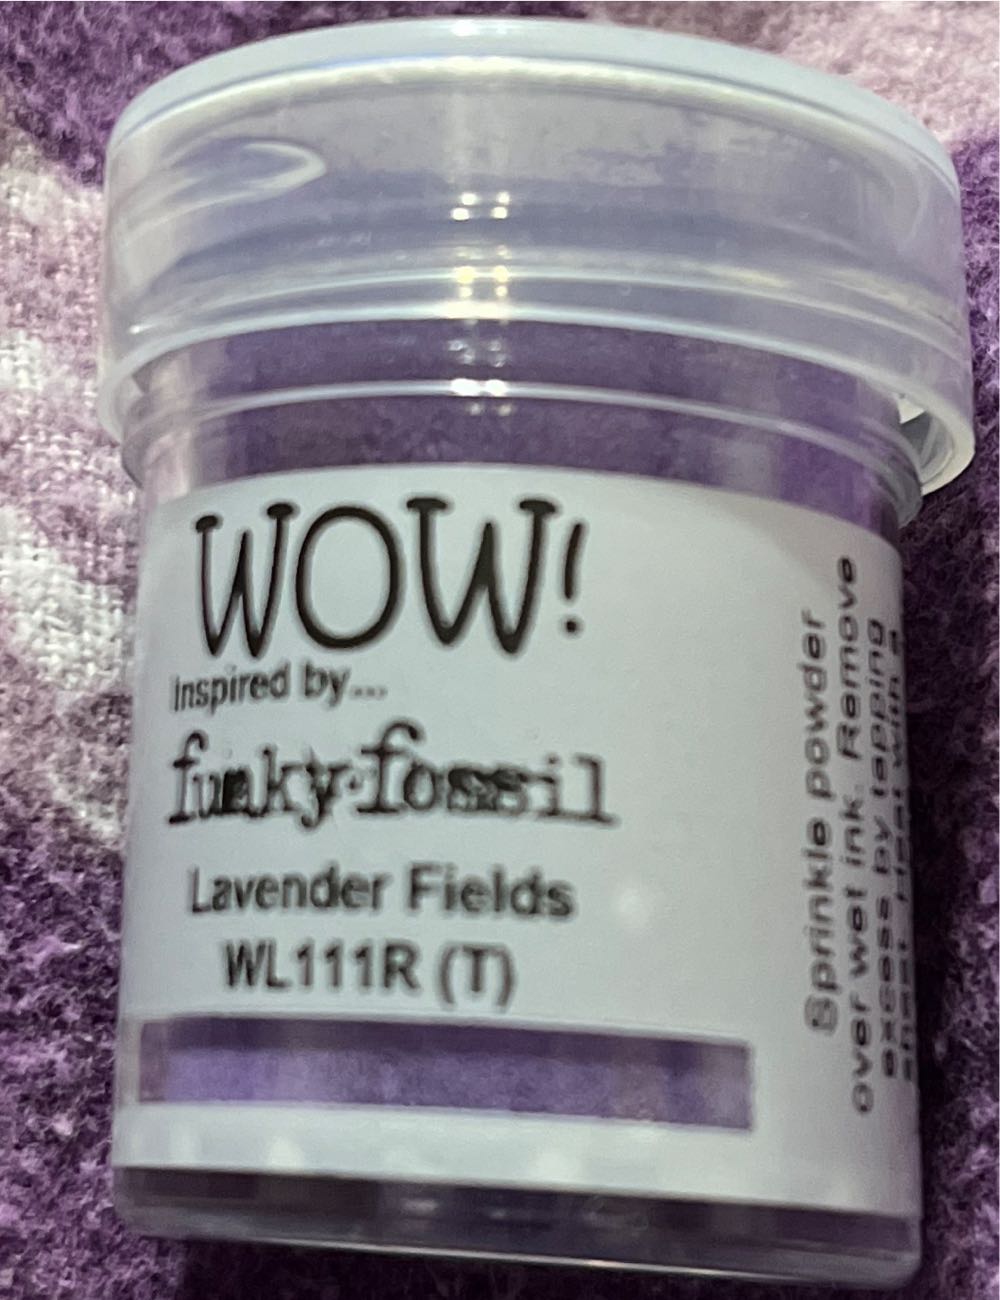 WOW!
Inspired by...
funky fossil
Lavender Fields
WL111R (T)
Sprinkle powder
over wet ink. Remove
excess by tapping